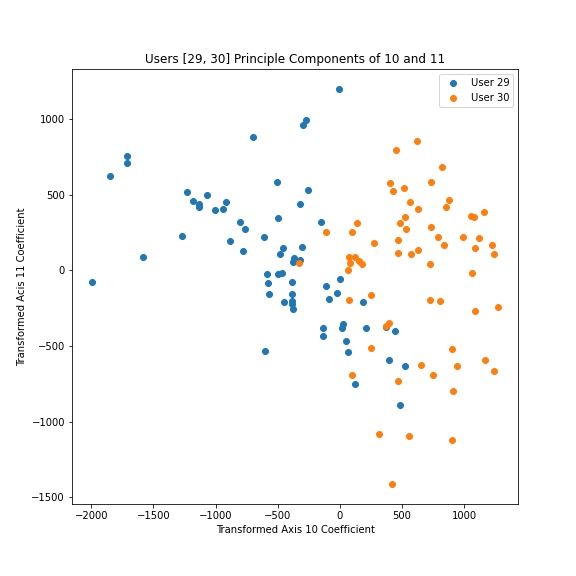 Users [29, 30] Principle Components of 10 and 11
User 29
User 30
1000
500
0
−500
−1000
−1500
Transformed Acis 11 Coefficient
−2000
−1500
−1000
−500
0
500
1000
Transformed Axis 10 Coefficient